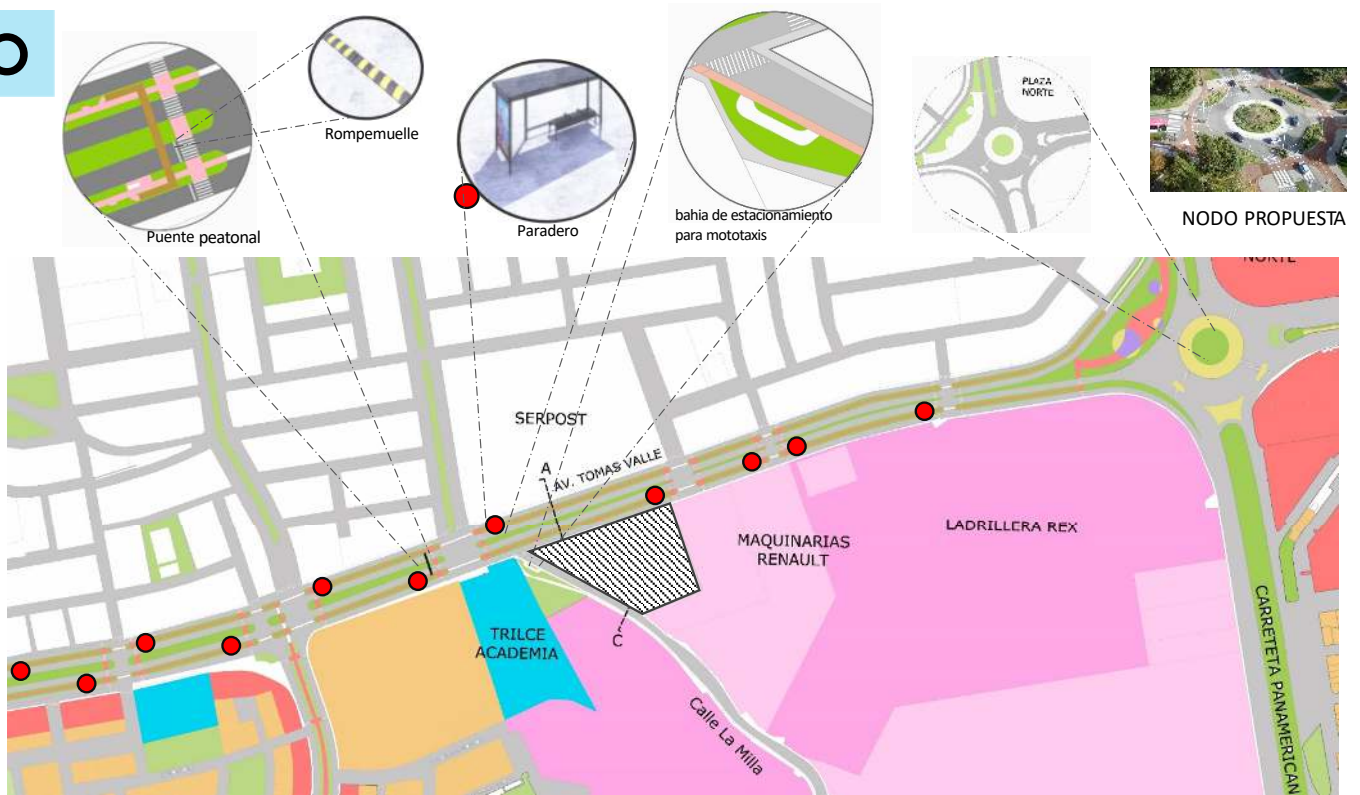 O
PLAZA
NORTE
Rompemuelle
Puente peatonal
Paradero
bahia de estacionamiento
para mototaxis
NODO PROPUESTA
NORTE
SERPOST
A
AV. TOMAS VALLE
MAQUINARIAS
RENAULT
LADRILLERA REX
TRILCE
ACADEMIA
C
Calle La Milla
CARRETETA PANAMERICAN